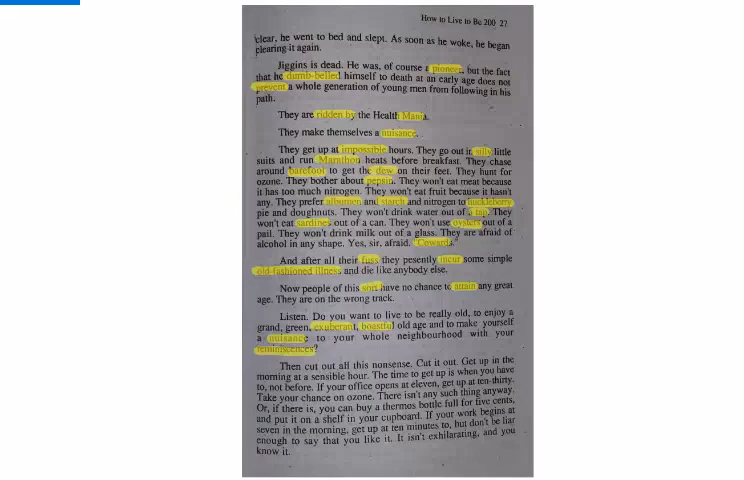 How to Live to Be 200 27
clear, he went to bed and slept. As soon as he woke, he began
clearing it again.
Jiggins is dead. He was, of course a pioneer, but the fact
that he dumb-belled himself to death at an early age does not
prevent a whole generation of young men from following in his
path.
They are ridden by the Health Mania.
They make themselves a nuisance.
They get up at impossible hours. They go out in silly little
suits and run Marathon heats before breakfast. They chase
around barefoot to get the dew on their feet. They hunt for
ozone. They bother about pepsin. They won't eat meat because
it has too much nitrogen. They won't eat fruit because it hasn't
any. They prefer albumen and starch and nitrogen to huckleberry
pie and doughnuts. They won't drink water out of a tap. They
won't eat sardines out of a can. They won't use oysters out of a
pail. They won't drink milk out of a glass. They are afraid of
alcohol in any shape. Yes, sir, afraid. "Cowards."
And after all their fuss they pesently incur some simple
old-fashioned illness and die like anybody else.
Now people of this sort have no chance to attain any great
age. They are on the wrong track.
Listen. Do you want to live to be really old, to enjoy a
grand, green, exuberant, boastful old age and to make yourself
a nuisance to your whole neighbourhood with your
reminiscences?
Then cut out all this nonsense. Cut it out. Get up in the
morning at a sensible hour. The time to get up is when you have
to, not before. If your office opens at eleven, get up at ten-thirty.
Take your chance on ozone. There isn't any such thing anyway.
Or, if there is, you can buy a thermos bottle full for five cents,
and put it on a shelf in your cupboard. If your work begins at
seven in the morning, get up at ten minutes to, but don't be liar
enough to say that you like it. It isn't exhilarating, and you
know it.